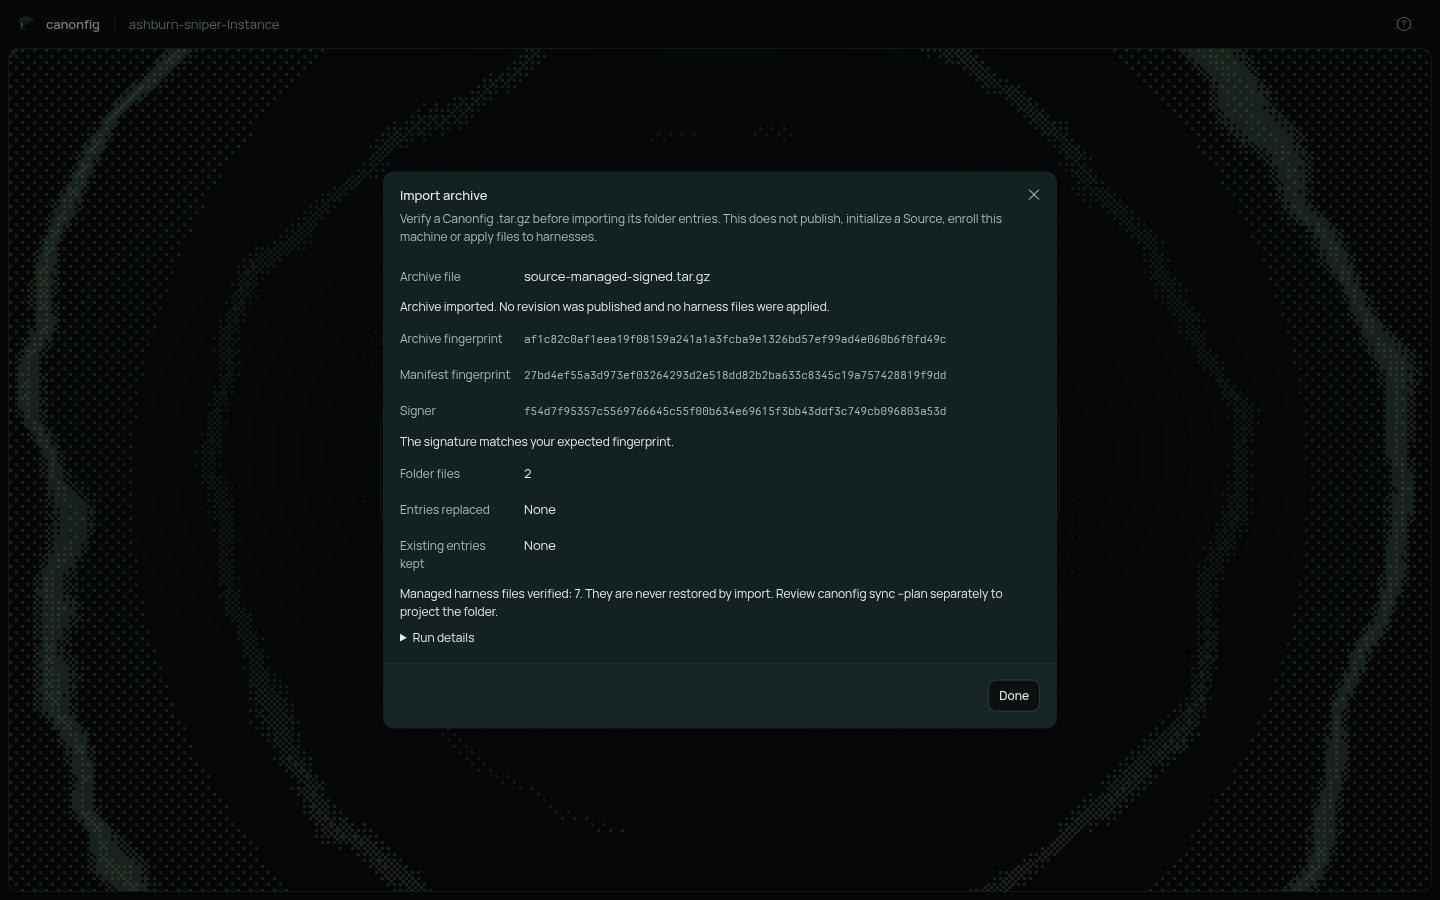 canonfig
ashburn-sniper-instance
Import archive
Verify a Canonfig .tar.gz before importing its folder entries. This does not publish, initialize a Source, enroll this
machine or apply files to harnesses.
Archive file source-managed-signed.tar.gz
Archive imported. No revision was published and no harness files were applied.
Archive fingerprint af1c82c0af1eea19f08159a241a1a3fcba9e1326bd57ef99ad4e060b6f0fd49c
Manifest fingerprint 27bd4ef55a3d973ef03264293d2e518dd82b2ba633c8345c19a757428819f9dd
Signer f54d7f95357c5569766645c55f00b634e69615f3bb43ddf3c749cb096803a53d
The signature matches your expected fingerprint.
Folder files 2
Entries replaced None
Existing entries None
kept
Managed harness files verified: 7. They are never restored by import. Review canonfig sync –plan separately to
project the folder.
Run details
Done